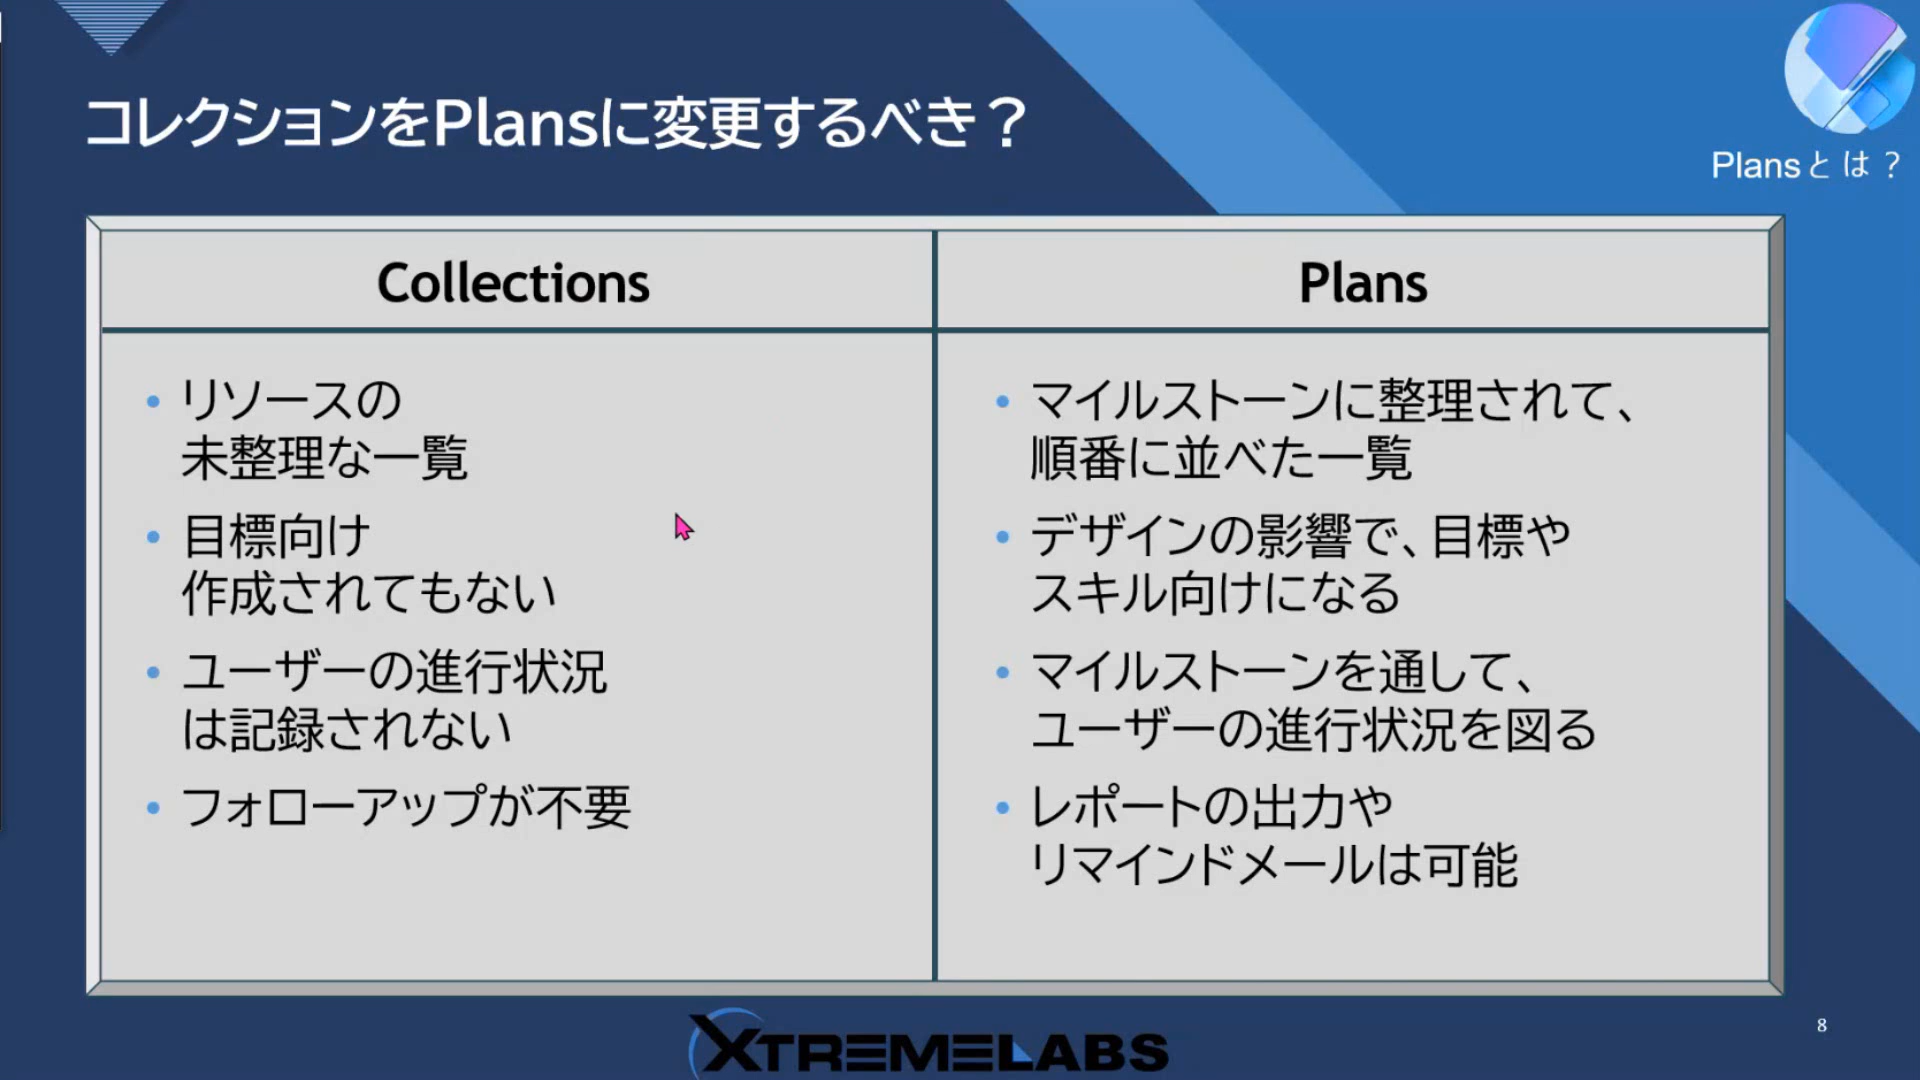 コレクションをPlansに変更するべき？
Plansとは？
Collections
リソースの
未整理な一覧
目標向け
作成されてもない
ユーザーの進行状況
は記録されない
フォローアップが不要
Plans
マイルストーンに整理されて、
順番に並べた一覧
デザインの影響で、目標や
スキル向けになる
マイルストーンを通して、
ユーザーの進行状況を図る
レポートの出力や
リマインドメールは可能
XTREMELABS
8